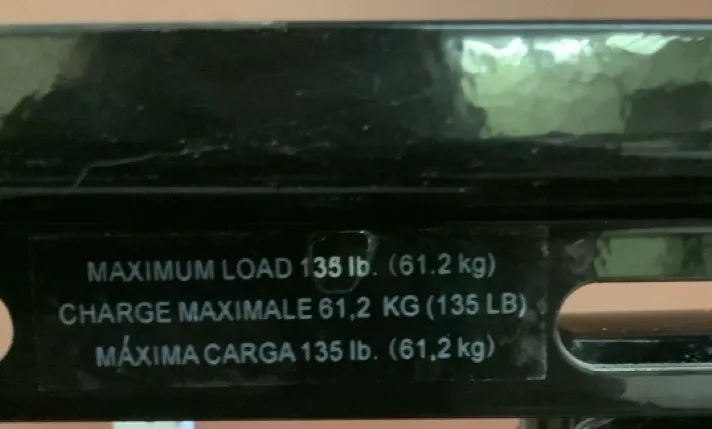 MAXIMUM LOAD 135 lb. (61.2 kg)
CHARGE MAXIMALE 61,2 KG (135 LB)
MÁXIMA CARGA 135 lb. (61,2 kg)